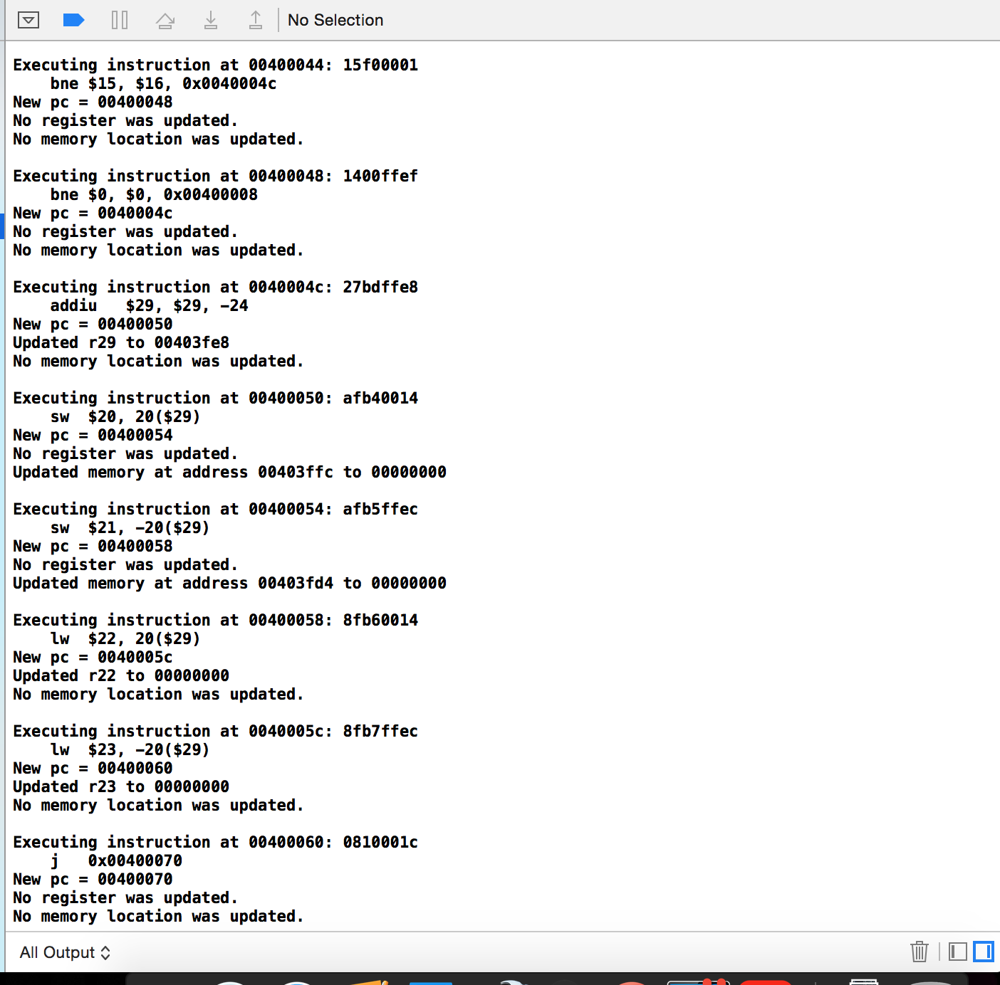 No Selection
Executing instruction at 00400044: 15f00001
    bne $15, $16, 0x0040004c
New pc = 00400048
No register was updated.
No memory location was updated.

Executing instruction at 00400048: 1400ffef
    bne $0, $0, 0x00400008
New pc = 0040004c
No register was updated.
No memory location was updated.

Executing instruction at 0040004c: 27bdffe8
    addiu   $29, $29, -24
New pc = 00400050
Updated r29 to 00403fe8
No memory location was updated.

Executing instruction at 00400050: afb40014
    sw  $20, 20($29)
New pc = 00400054
No register was updated.
Updated memory at address 00403ffc to 00000000

Executing instruction at 00400054: afb5ffec
    sw  $21, -20($29)
New pc = 00400058
No register was updated.
Updated memory at address 00403fd4 to 00000000

Executing instruction at 00400058: 8fb60014
    lw  $22, 20($29)
New pc = 0040005c
Updated r22 to 00000000
No memory location was updated.

Executing instruction at 0040005c: 8fb7ffec
    lw  $23, -20($29)
New pc = 00400060
Updated r23 to 00000000
No memory location was updated.

Executing instruction at 00400060: 0810001c
    j   0x00400070
New pc = 00400070
No register was updated.
No memory location was updated.
All Output